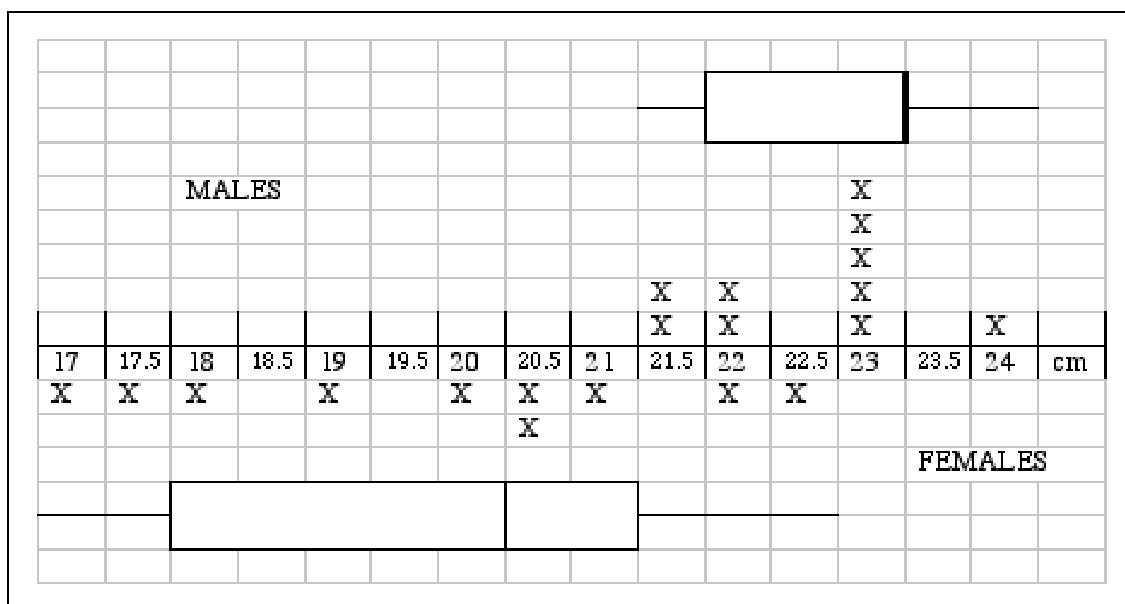 MALES
X
X
X
X X X
X X X X
17 17.5 18 18.5 19 19.5 20 20.5 21 21.5 22 22.5 23 23.5 24 cm
X X X X X X X X X
X
FEMALES